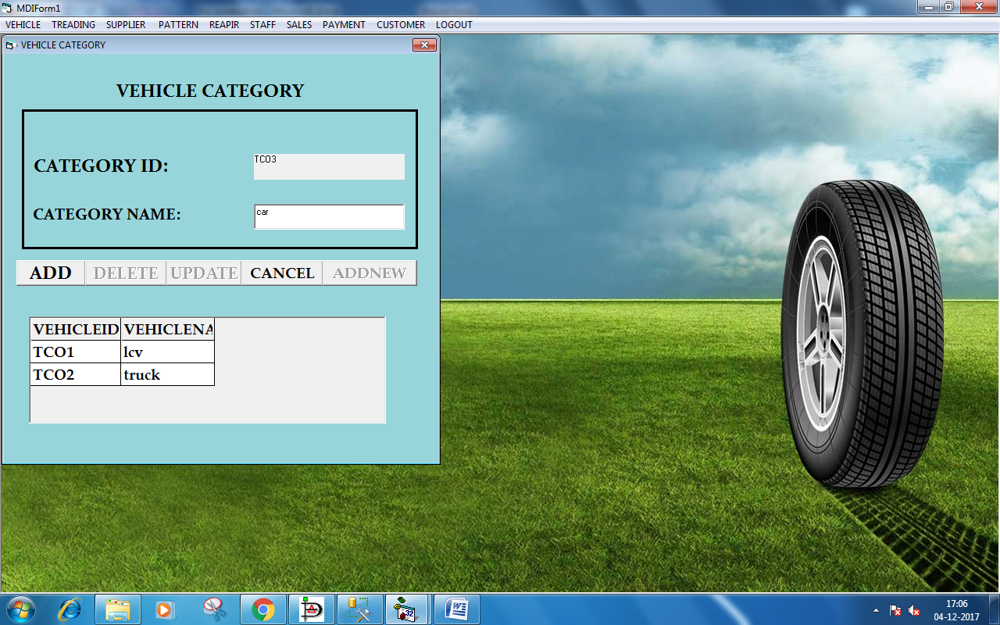 MDIForm1
VEHICLE TREADING SUPPLIER PATTERN REAPIR STAFF SALES PAYMENT CUSTOMER LOGOUT
VEHICLE CATEGORY
VEHICLE CATEGORY
CATEGORY ID: TCO3
CATEGORY NAME: car
ADD DELETE UPDATE CANCEL ADDNEW
VEHICLEID VEHICLENA
TCO1 lcv
TCO2 truck
32
17:06
04-12-2017